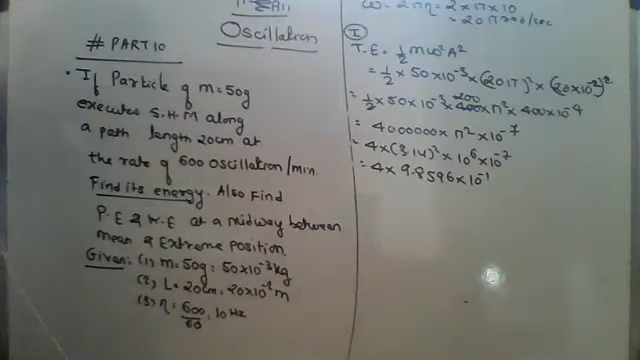 Oscillation
# PART 10
• If Particle of m = 50g
executes S.H.M along
a path length 20cm at
the rate of 600 oscillation/min.
Find its energy. Also Find
P.E & K.E at a midway between
mean & Extreme Position.
Given: (1) m = 50g = 50×10⁻³ kg
(2) L = 20cm = 20×10⁻² m
(3) η = 600/60 = 10 Hz
ω = 2πη = 2×π×10
= 20π rad/sec
I
T.E = 1/2 mω²A²
= 1/2 × 50×10⁻³ × (20π)² × (20×10⁻²)²
= 1/2 × 50×10⁻³ × 400 200 × π² × 400×10⁻⁴
= 4000000 × π² × 10⁻⁷
= 4×(3.14)² × 10⁶×10⁻⁷
= 4 × 9.8596 × 10⁻¹